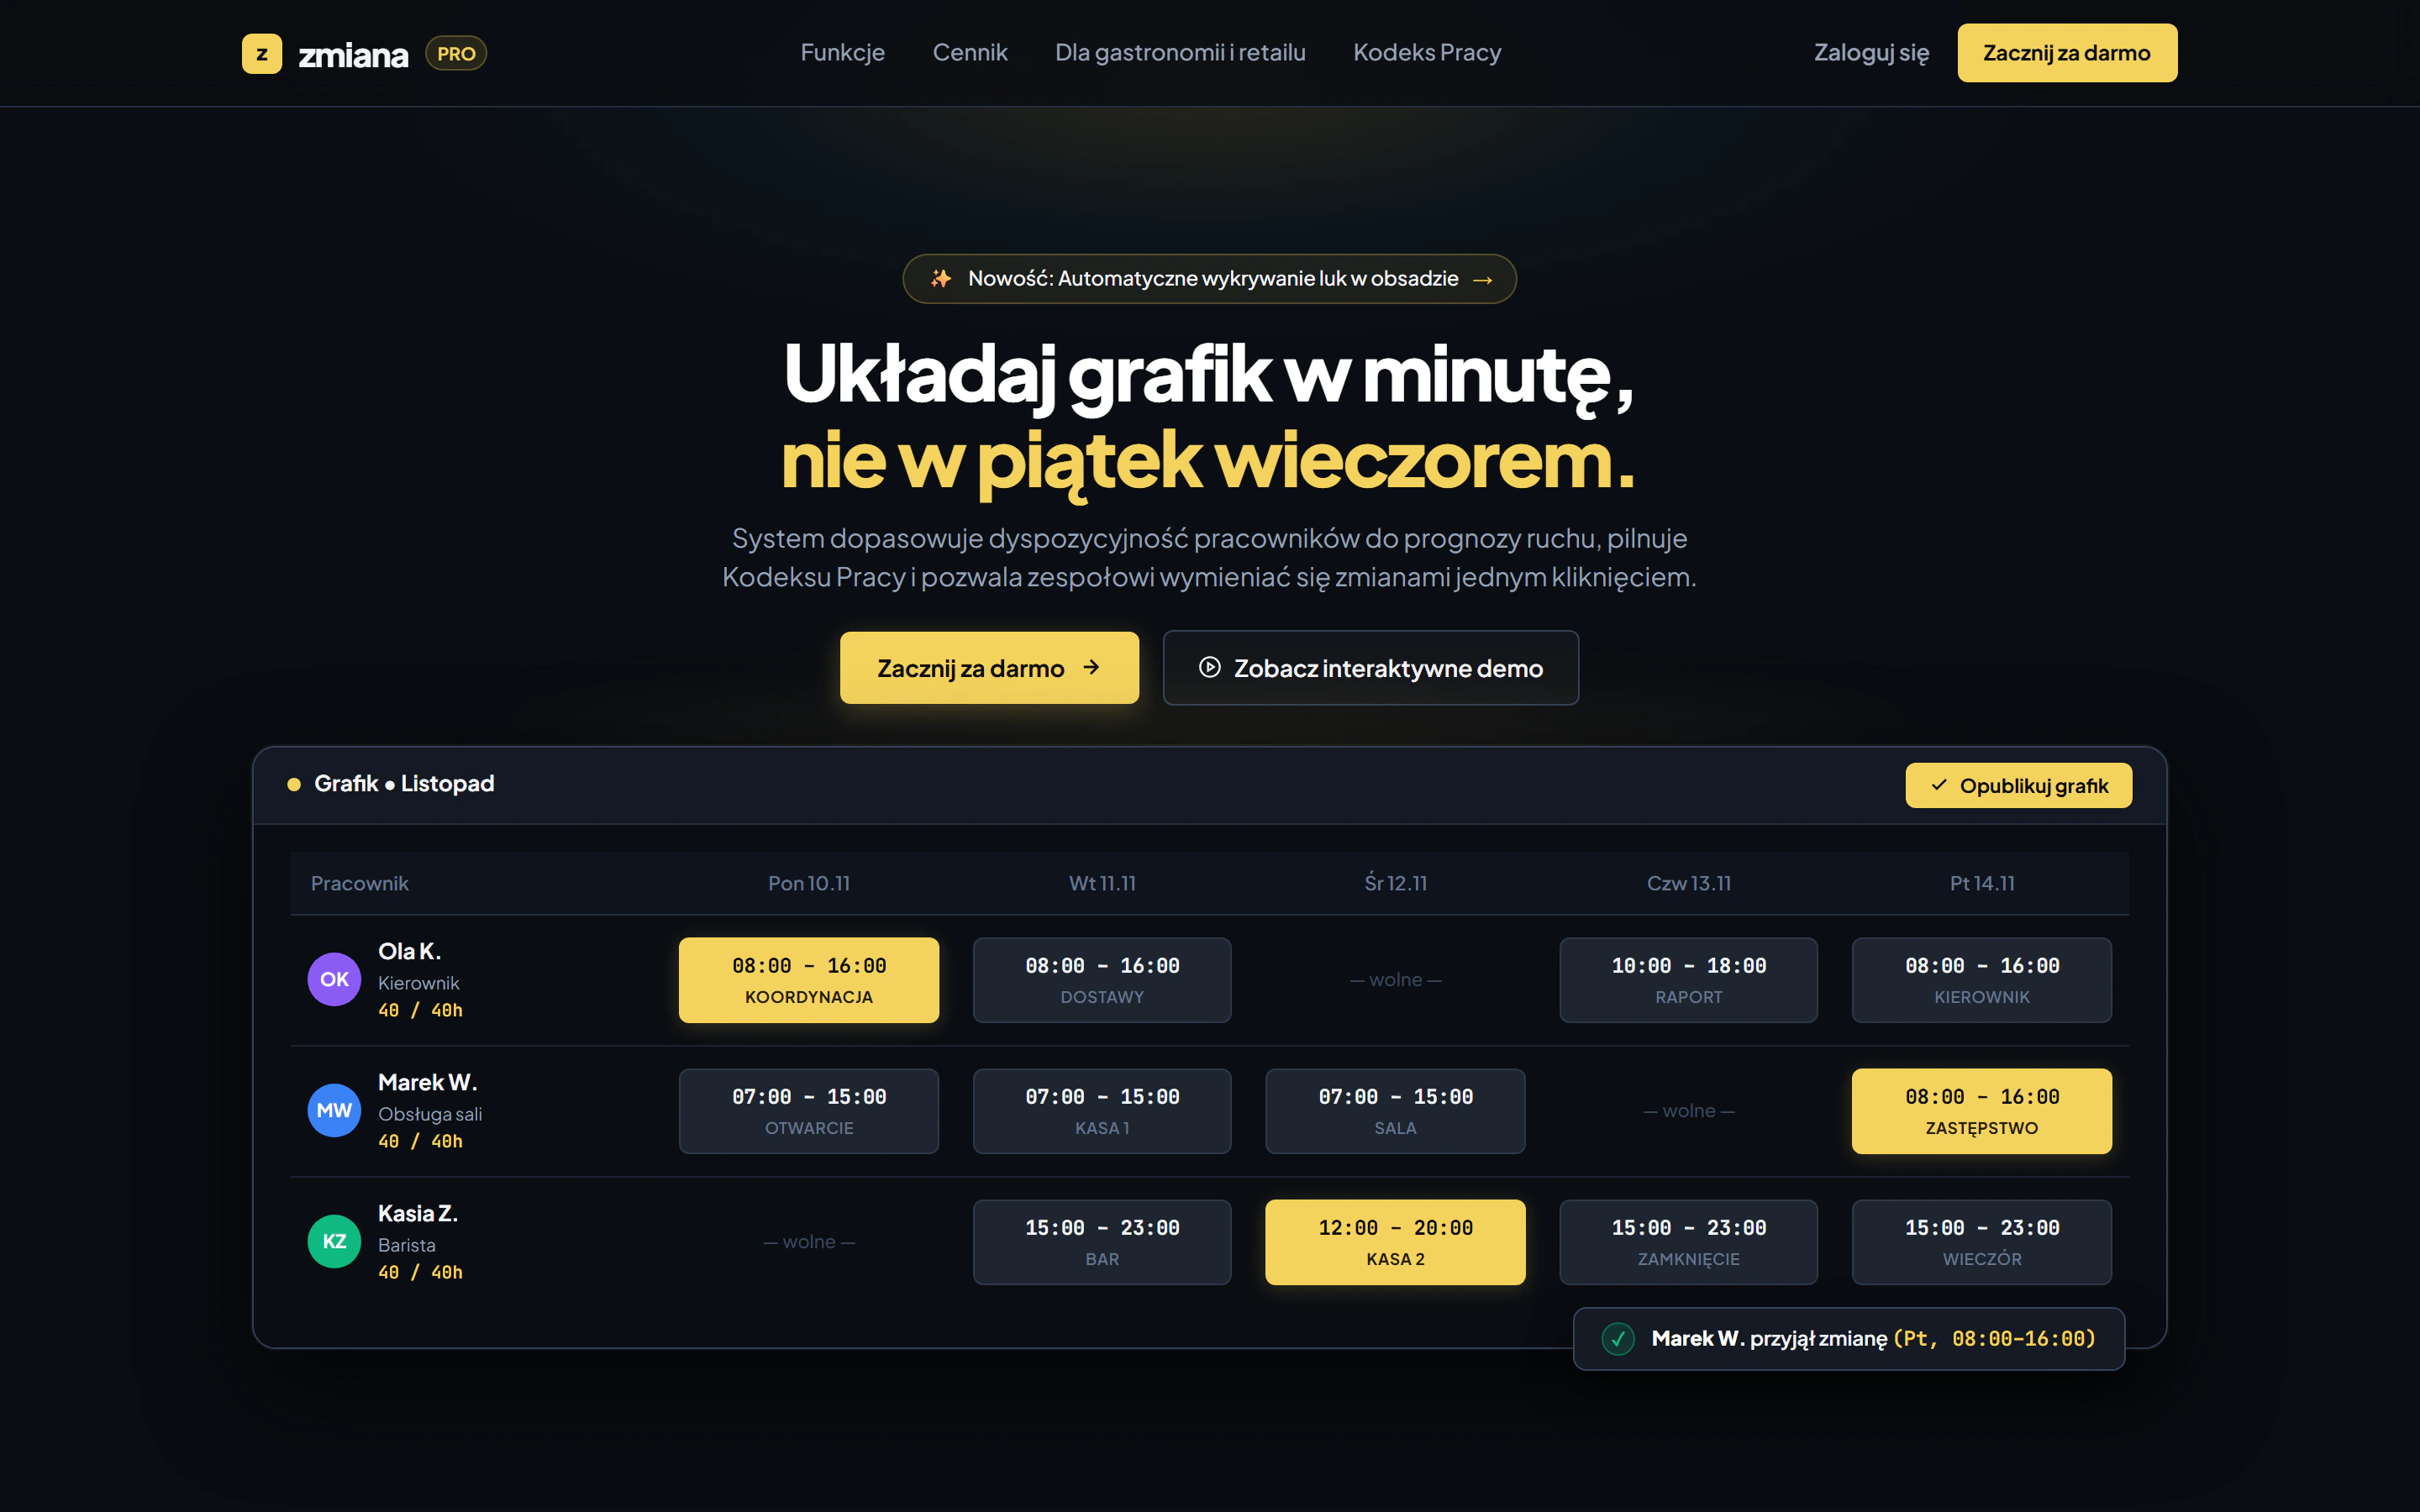 z zmiana PRO
Funkcje Cennik Dla gastronomii i retailu Kodeks Pracy
Zaloguj się Zacznij za darmo
✨ Nowość: Automatyczne wykrywanie luk w obsadzie →
Układaj grafik w minutę,
nie w piątek wieczorem.
System dopasowuje dyspozycyjność pracowników do prognozy ruchu, pilnuje
Kodeksu Pracy i pozwala zespołowi wymieniać się zmianami jednym kliknięciem.
Zacznij za darmo → Zobacz interaktywne demo
Grafik • Listopad ✓ Opublikuj grafik
Pracownik Pon 10.11 Wt 11.11 Śr 12.11 Czw 13.11 Pt 14.11
OK
Ola K.
Kierownik
40 / 40h
08:00 – 16:00
KOORDYNACJA
08:00 – 16:00
DOSTAWY
— wolne —
10:00 – 18:00
RAPORT
08:00 – 16:00
KIEROWNIK
MW
Marek W.
Obsługa sali
40 / 40h
07:00 – 15:00
OTWARCIE
07:00 – 15:00
KASA 1
07:00 – 15:00
SALA
— wolne —
08:00 – 16:00
ZASTĘPSTWO
KZ
Kasia Z.
Barista
40 / 40h
— wolne —
15:00 – 23:00
BAR
12:00 – 20:00
KASA 2
15:00 – 23:00
ZAMKNIĘCIE
15:00 – 23:00
WIECZÓR
✓ Marek W. przyjął zmianę (Pt, 08:00–16:00)